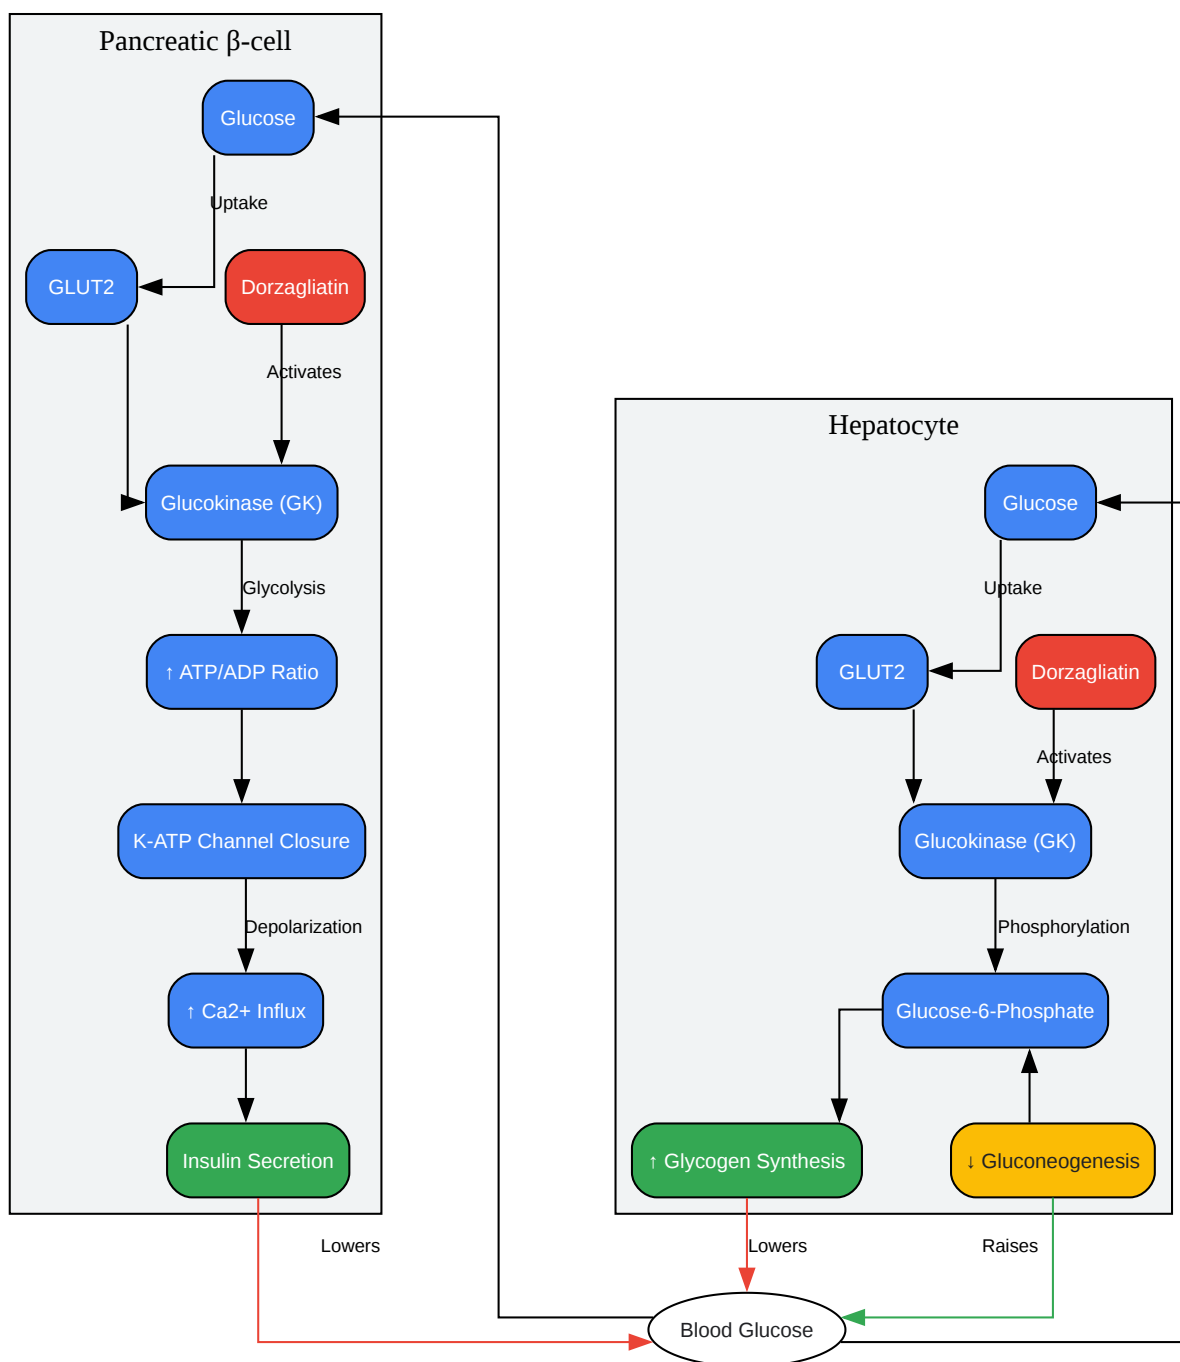 Pancreatic β-cell
Glucose
Uptake
GLUT2
Dorzagliatin
Activates
Glucokinase (GK)
Glycolysis
↑ ATP/ADP Ratio
K-ATP Channel Closure
Depolarization
↑ Ca2+ Influx
Insulin Secretion
Lowers
Hepatocyte
Glucose
Uptake
GLUT2
Dorzagliatin
Activates
Glucokinase (GK)
Phosphorylation
Glucose-6-Phosphate
↑ Glycogen Synthesis
↓ Gluconeogenesis
Lowers
Raises
Blood Glucose